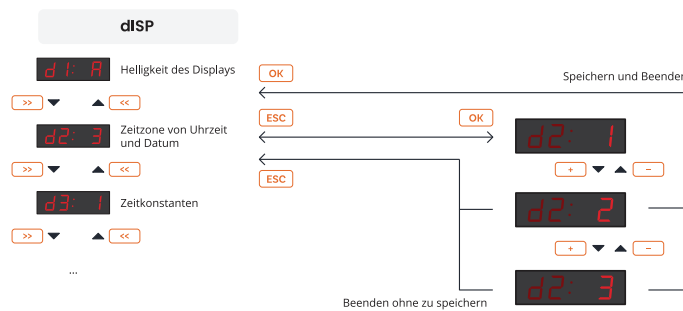 dISP
d1: A
Helligkeit des Displays
OK
Speichern und Beenden
>>
<<
ESC
OK
d2: 3
Zeitzone von Uhrzeit
und Datum
d2: 1
>>
<<
ESC
+
−
d3: 1
Zeitkonstanten
d2: 2
>>
<<
+
−
...
d2: 3
Beenden ohne zu speichern